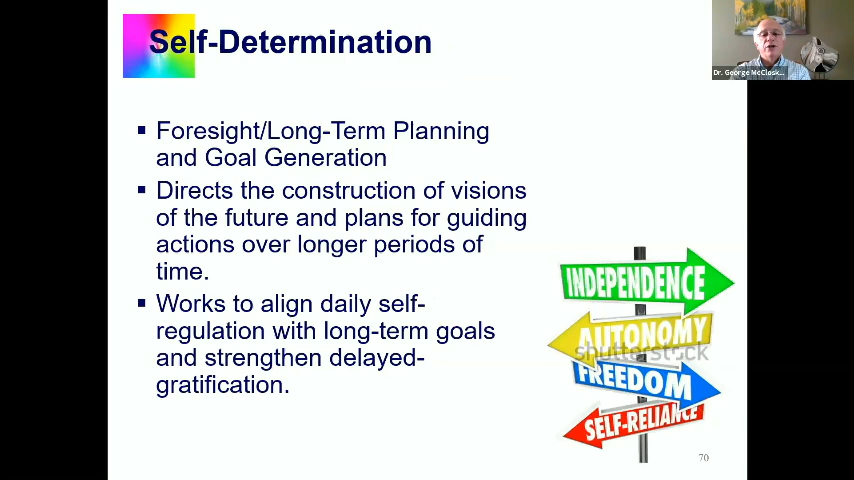 Self-Determination
Dr. George McClosk...
▪ Foresight/Long-Term Planning
and Goal Generation
▪ Directs the construction of visions
of the future and plans for guiding
actions over longer periods of
time.
▪ Works to align daily self-
regulation with long-term goals
and strengthen delayed-
gratification.
INDEPENDENCE
AUTONOMY
shutterstock
FREEDOM
SELF-RELIANCE
70